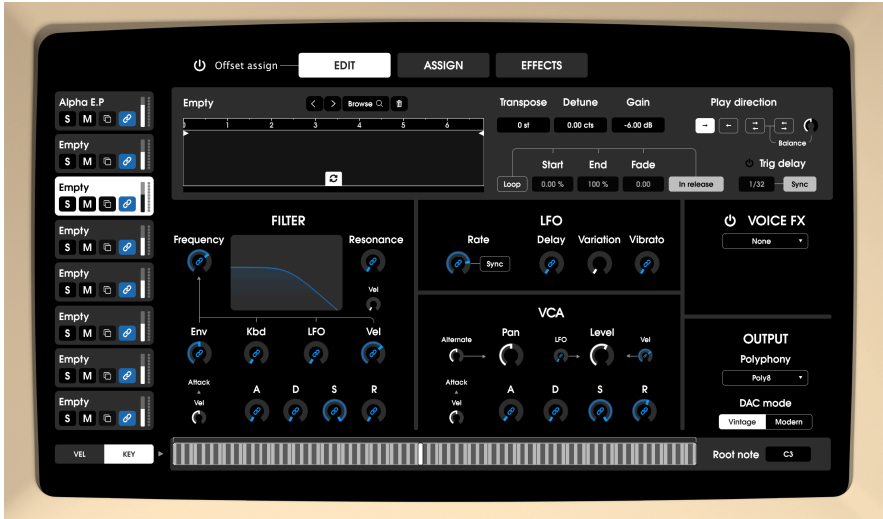 Offset assign EDIT ASSIGN EFFECTS
Alpha E.P
S M
Empty
S M
Empty
S M
Empty
S M
Empty
S M
Empty
S M
Empty
S M
Empty
S M
VEL KEY
Empty Browse
1 2 3 4 5 6
Transpose Detune Gain
0 st 0.00 cts -6.00 dB
Start End Fade
Loop 0.00 % 100 % 0.00 In release
Play direction
Balance
Trig delay
1/32 Sync
FILTER
Frequency Resonance
Vel
Env Kbd LFO Vel
Attack
Vel
A D S R
LFO
Rate Delay Variation Vibrato
Sync
VCA
Alternate Pan LFO Level Vel
Attack
Vel
A D S R
VOICE FX
None
OUTPUT
Polyphony
Poly8
DAC mode
Vintage Modern
Root note C3